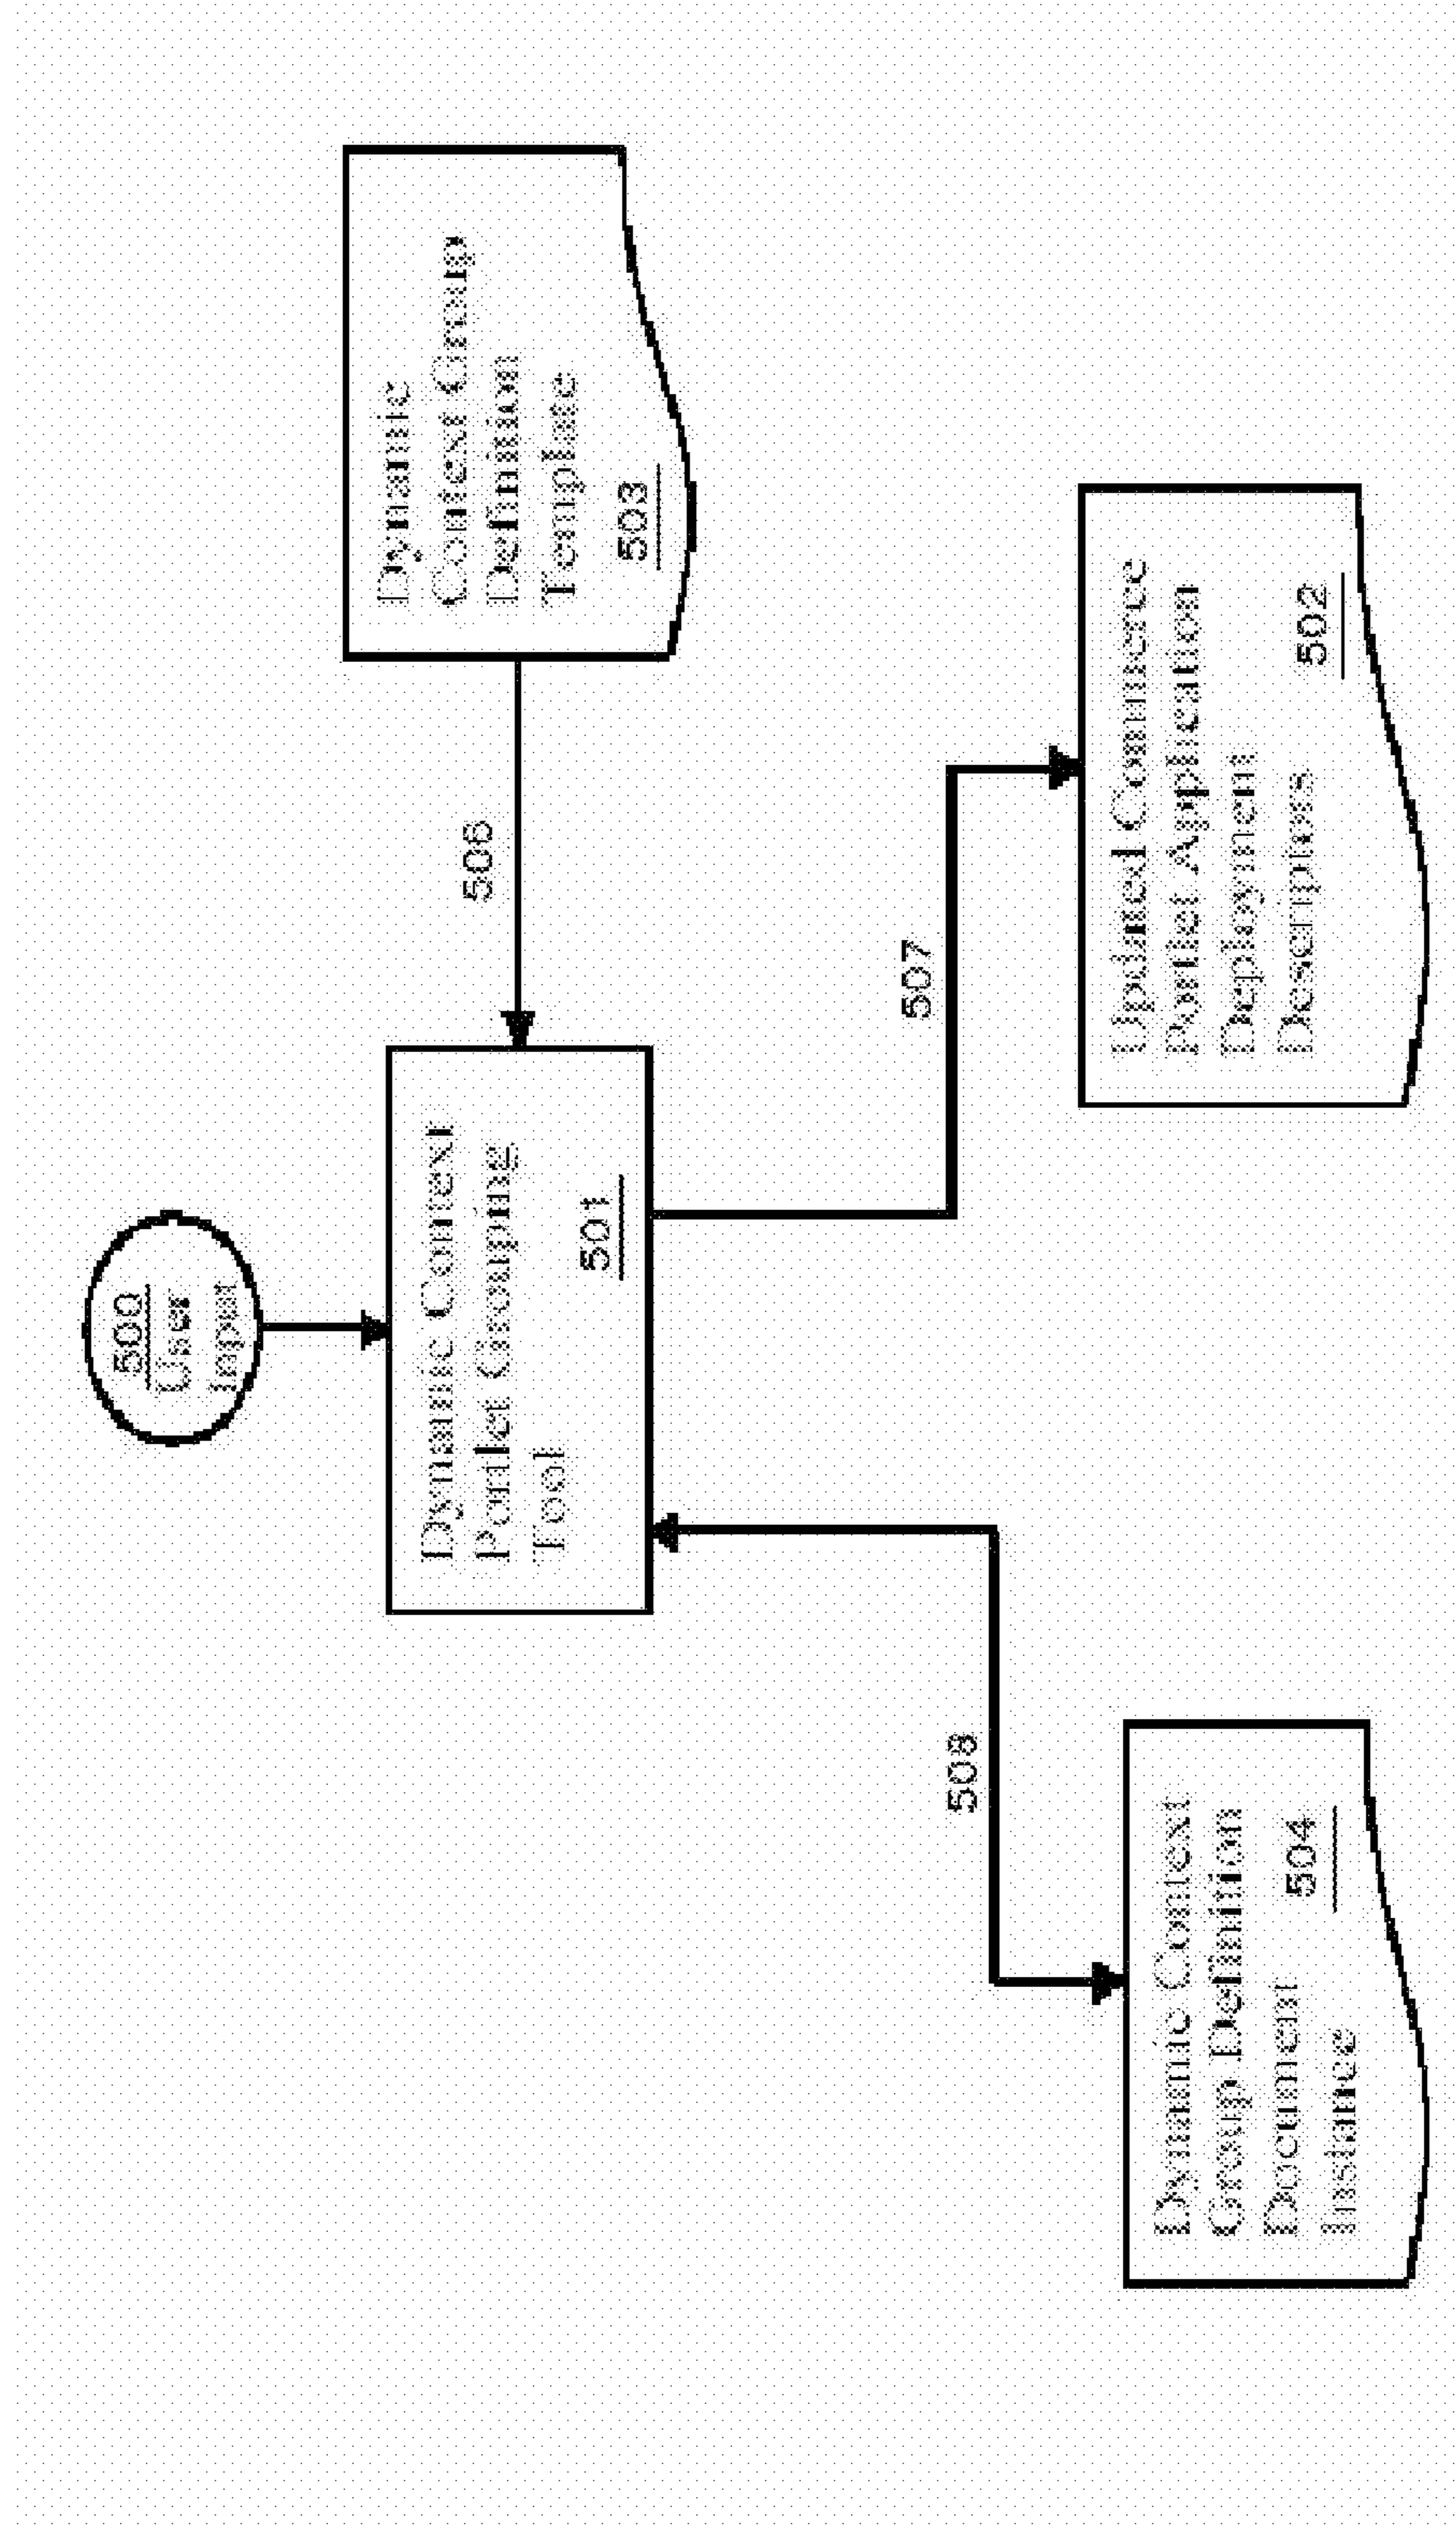 500
User
Input
Dynamic Context
Portlet Grouping
Tool
501
506
Dynamic
Context Group
Definition
Template
503
508
507
Dynamic Context
Group Definition
Document
504
Instance
Updated Commerce
Portlet Application
Deployment
Descriptors
502